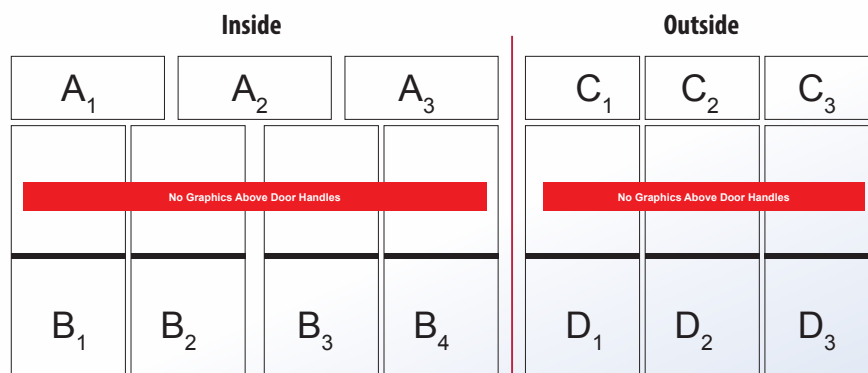 Inside Outside
A1 A2 A3 C1 C2 C3
No Graphics Above Door Handles No Graphics Above Door Handles
B1 B2 B3 B4 D1 D2 D3